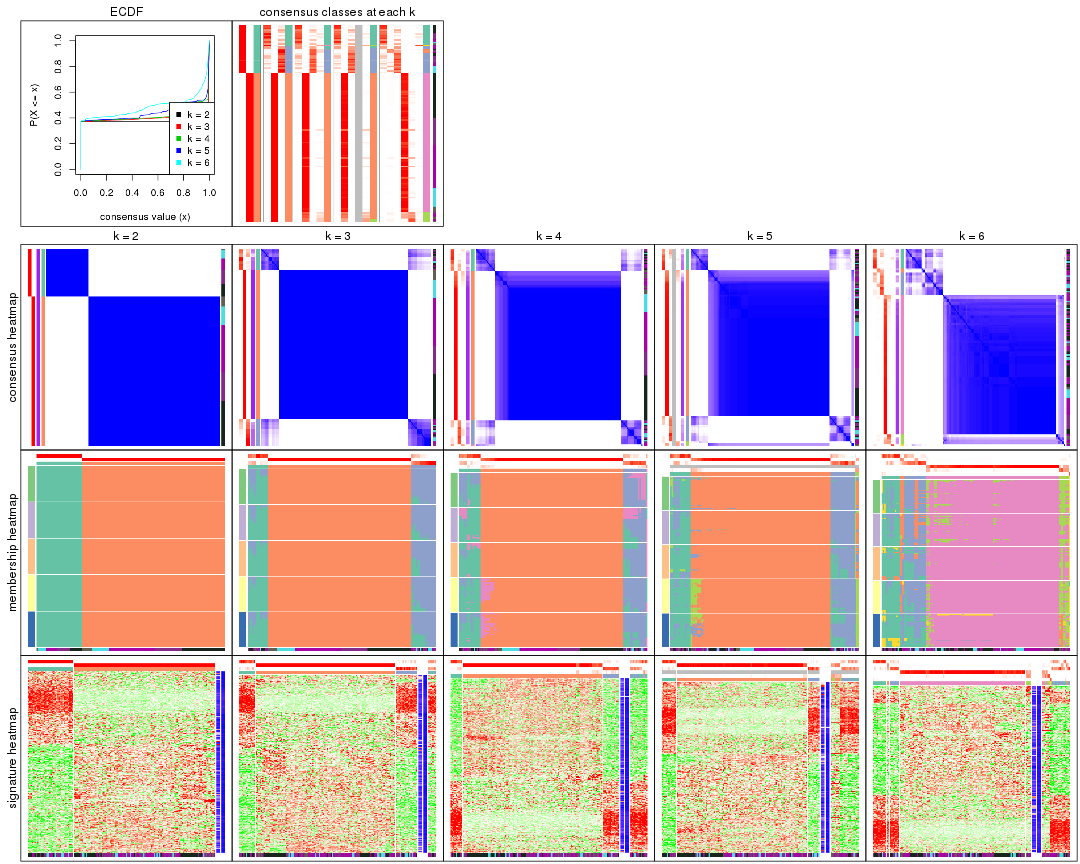 ECDF
consensus classes at each k
P(X <= x)
0.0
0.2
0.4
0.6
0.8
1.0
k = 2
k = 3
k = 4
k = 5
k = 6
0.0 0.2 0.4 0.6 0.8 1.0
consensus value (x)
k = 2
k = 3
k = 4
k = 5
k = 6
consensus heatmap
membership heatmap
signature heatmap